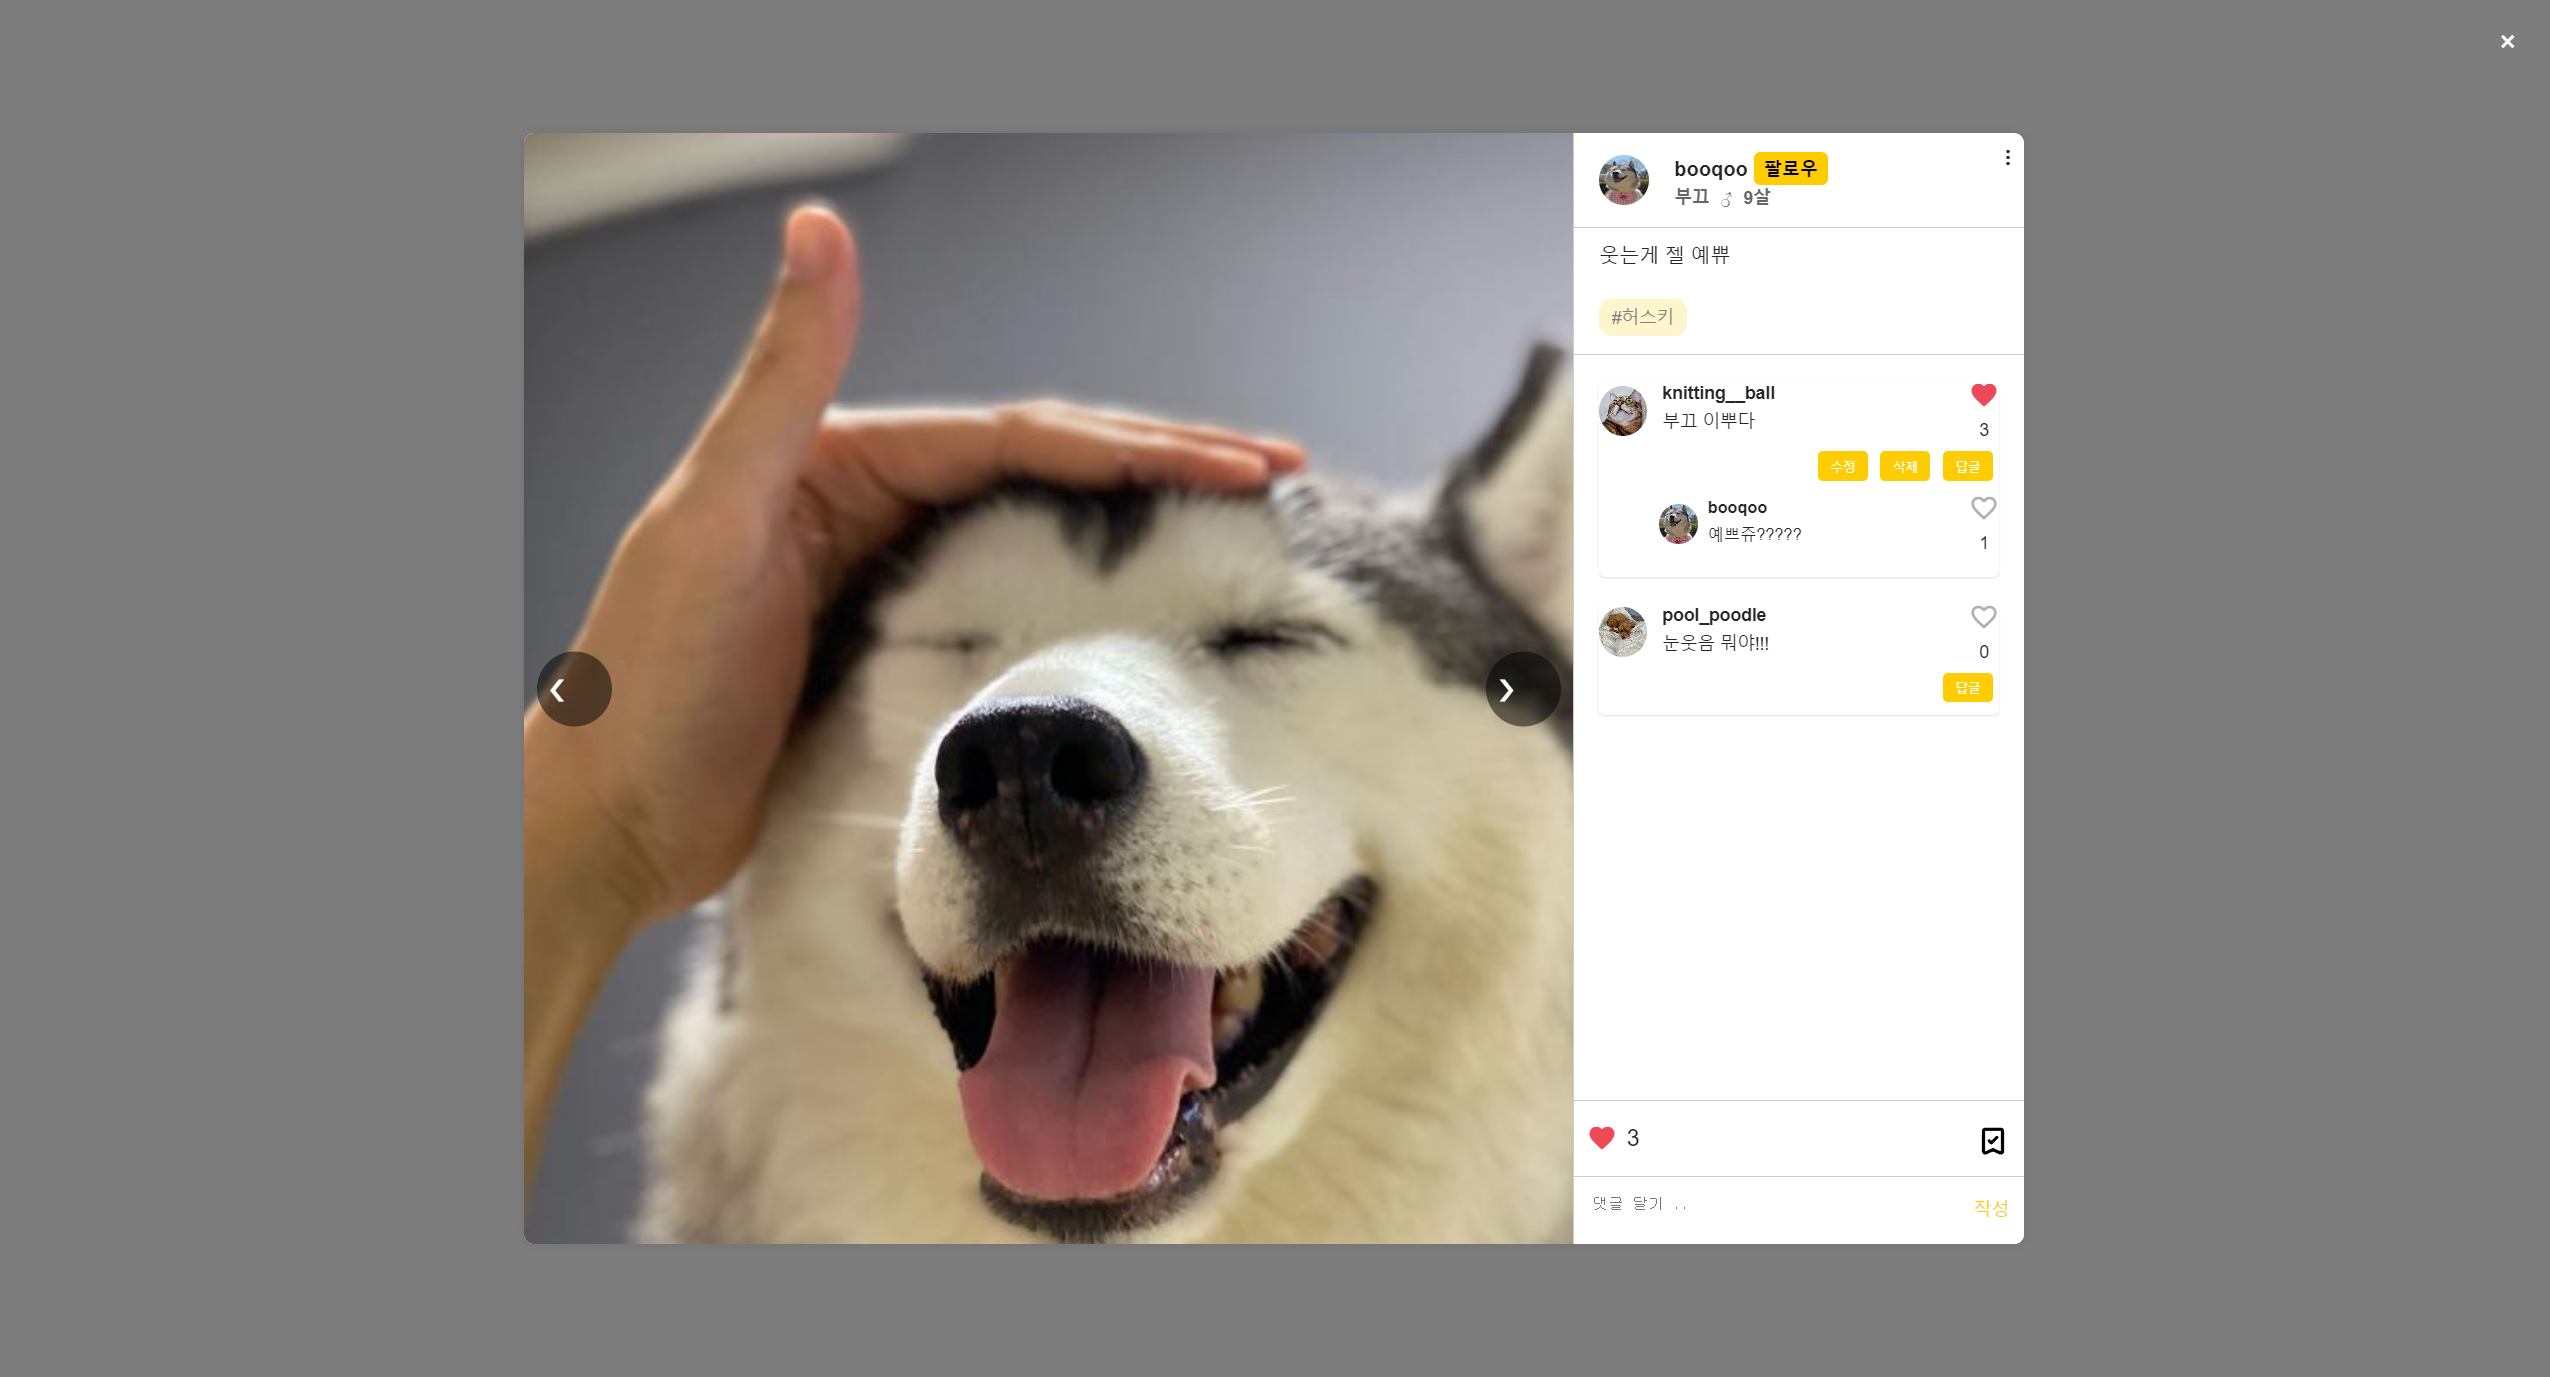 ×
booqoo 팔로우
부끄 ♂ 9살
웃는게 젤 예쁘
#허스키
knitting__ball
부끄 이뿌다
3
수정 삭제 답글
booqoo
예쁘쥬?????
1
pool_poodle
눈웃음 뭐야!!!
0
답글
❮ ❯
3
댓글 달기 ..
작성